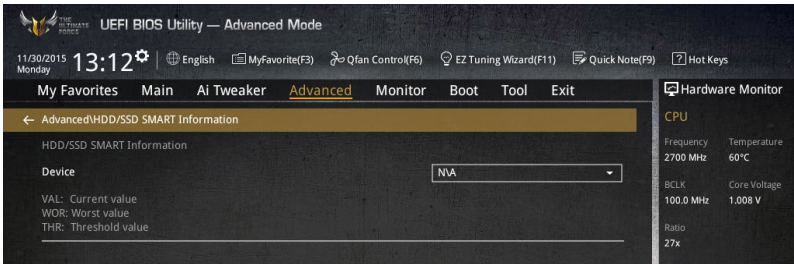 THE
ULTIMATE
FORCE
UEFI BIOS Utility — Advanced Mode
11/30/2015
Monday
13:12
English
MyFavorite(F3)
Qfan Control(F6)
EZ Tuning Wizard(F11)
Quick Note(F9)
? Hot Keys
My Favorites Main Ai Tweaker Advanced Monitor Boot Tool Exit
← Advanced\HDD/SSD SMART Information
HDD/SSD SMART Information
Device N\A
VAL: Current value
WOR: Worst value
THR: Threshold value
Hardware Monitor
CPU
Frequency Temperature
2700 MHz 60°C
BCLK Core Voltage
100.0 MHz 1.008 V
Ratio
27x